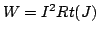 W = I²Rt(J)